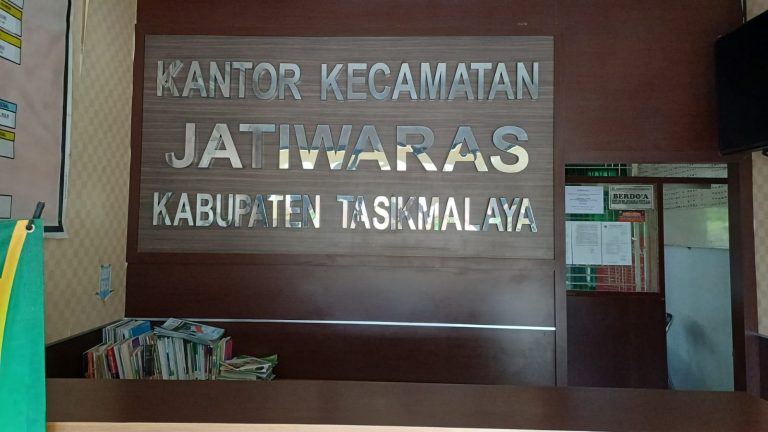 KANTOR KECAMATAN
JATIWARAS
KABUPATEN TASIKMALAYA
BERDO'A